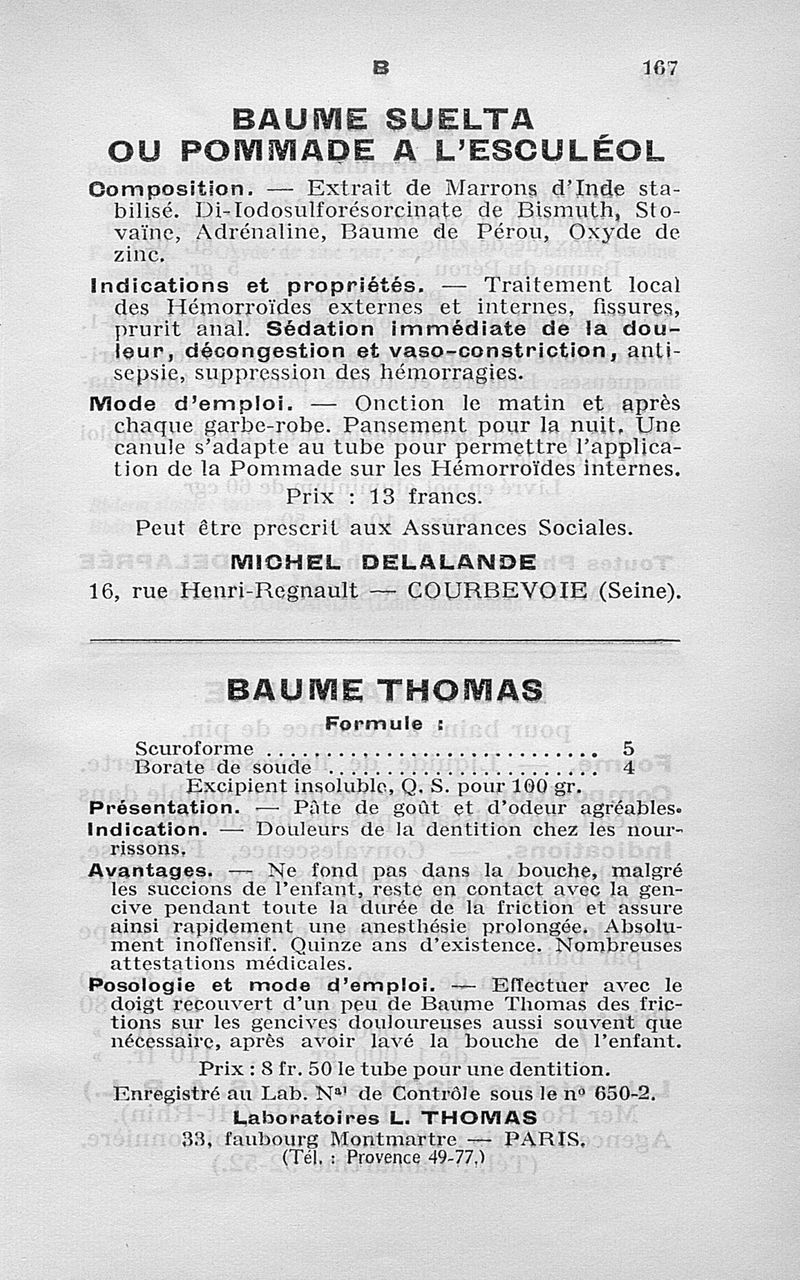 B 167
BAUME SUELTA
OU POMMADE A L'ESCULÉOL
Composition. — Extrait de Marrons d'Inde sta-
bilisé. Di-Iodosulforésorcinate de Bismuth, Sto-
vaïne, Adrénaline, Baume de Pérou, Oxyde de
zinc.
Indications et propriétés. — Traitement local
des Hémorroïdes externes et internes, fissures,
prurit anal. Sédation immédiate de la dou-
leur, décongestion et vaso-constriction, anti-
sepsie, suppression des hémorragies.
Mode d'emploi. — Onction le matin et après
chaque garbe-robe. Pansement pour la nuit. Une
canule s'adapte au tube pour permettre l'applica-
tion de la Pommade sur les Hémorroïdes internes.
Prix : 13 francs.
Peut être prescrit aux Assurances Sociales.
MICHEL DELALANDE
16, rue Henri-Regnault — COURBEVOIE (Seine).
BAUME THOMAS
Formule :
Scuroforme ............................ 5
Borate de soude ....................... 4
Excipient insoluble, Q. S. pour 100 gr.
Présentation. — Pâte de goût et d'odeur agréables.
Indication. — Douleurs de la dentition chez les nour-
rissons.
Avantages. — Ne fond pas dans la bouche, malgré
les succions de l'enfant, reste en contact avec la gen-
cive pendant toute la durée de la friction et assure
ainsi rapidement une anesthésie prolongée. Absolu-
ment inoffensif. Quinze ans d'existence. Nombreuses
attestations médicales.
Posologie et mode d'emploi. — Effectuer avec le
doigt recouvert d'un peu de Baume Thomas des fric-
tions sur les gencives douloureuses aussi souvent que
nécessaire, après avoir lavé la bouche de l'enfant.
Prix : 8 fr. 50 le tube pour une dentition.
Enregistré au Lab. Nal de Contrôle sous le no 650-2.
Laboratoires L. THOMAS
33, faubourg Montmartre — PARIS.
(Tél. : Provence 49-77.)